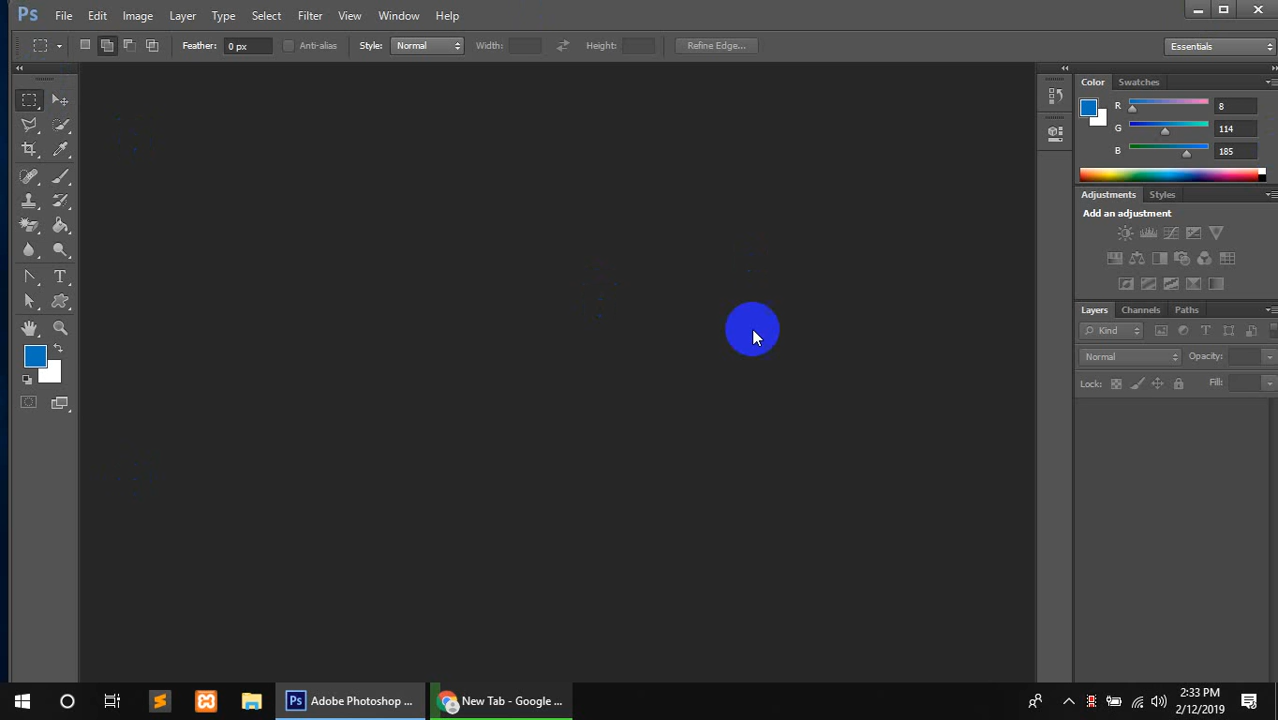 Ps File Edit Image Layer Type Select Filter View Window Help
Feather: 0 px Anti-alias Style: Normal Width: Height: Refine Edge... Essentials
Color Swatches
R 8
G 114
B 185
Adjustments Styles
Add an adjustment
Layers Channels Paths
Kind
Normal Opacity:
Lock: Fill:
Ps Adobe Photoshop ... New Tab - Google ...
2:33 PM
2/12/2019